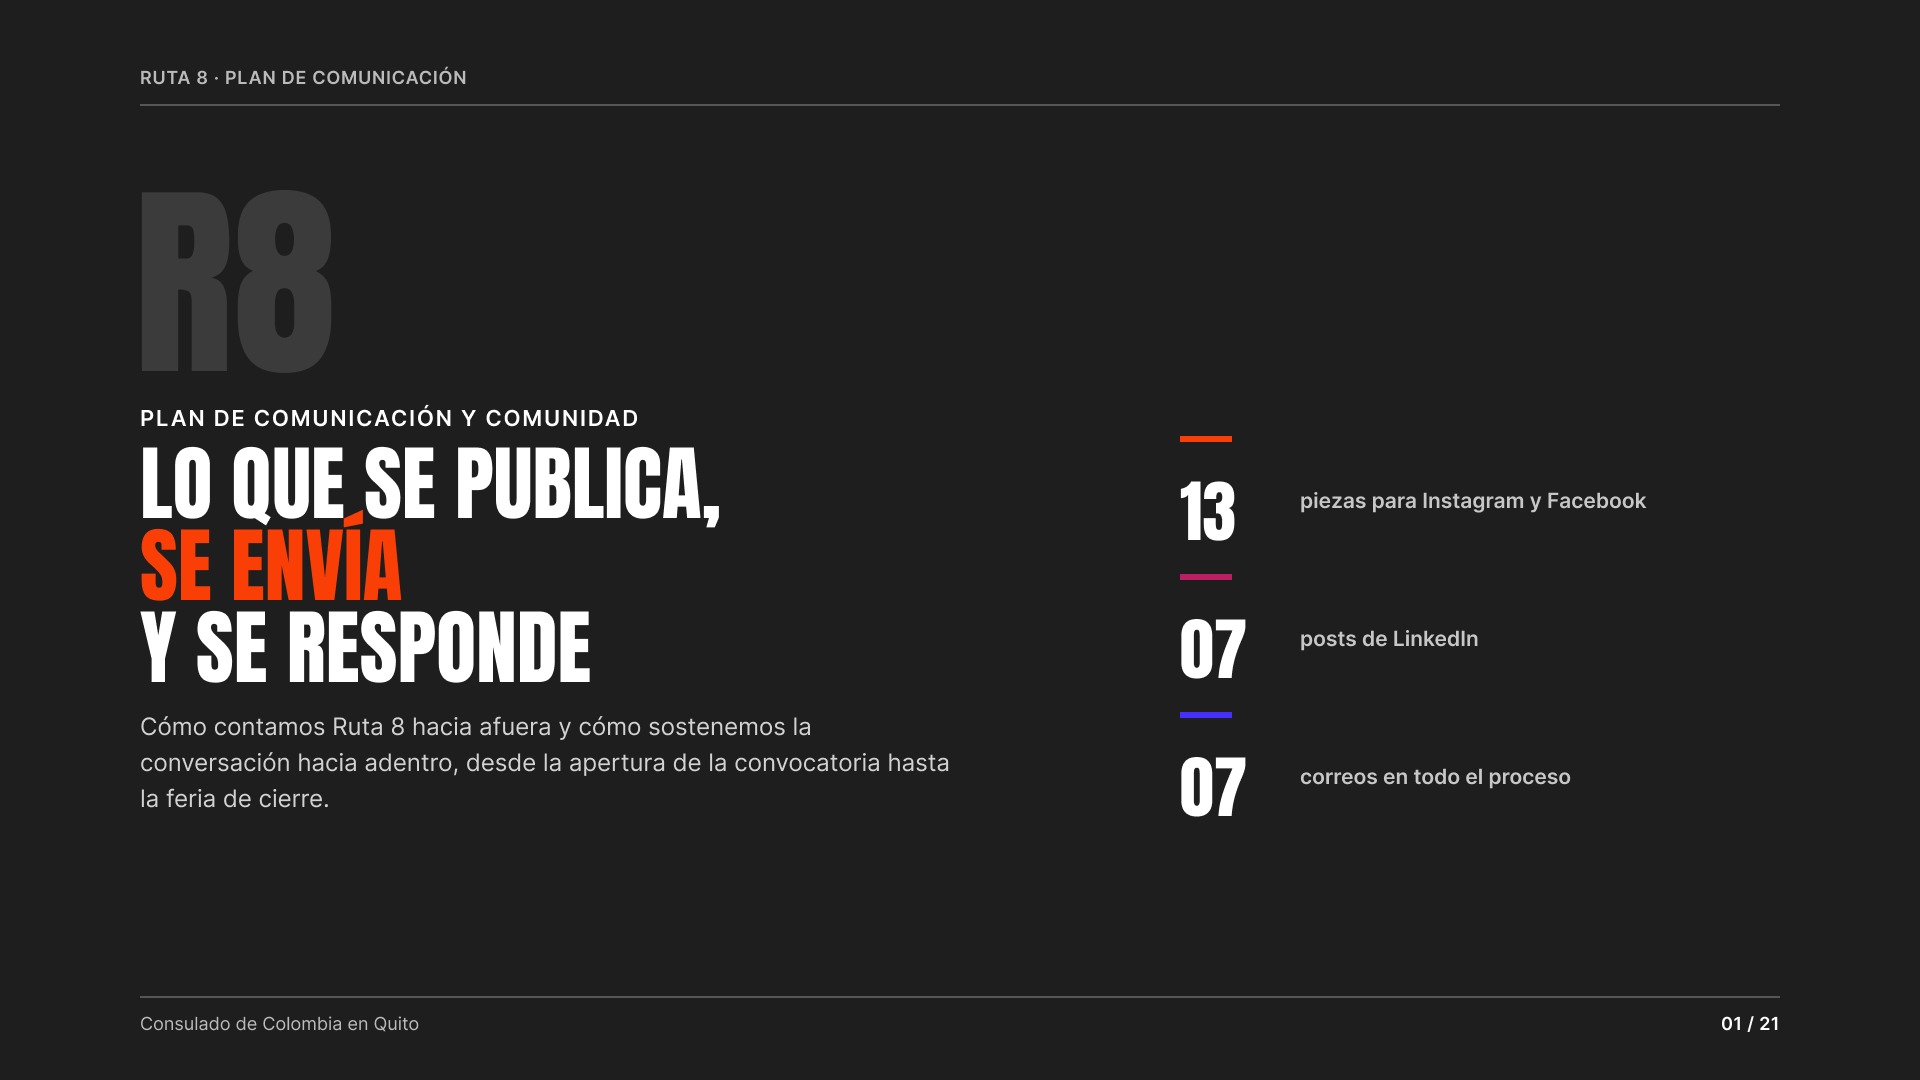 RUTA 8 · PLAN DE COMUNICACIÓN
R8
PLAN DE COMUNICACIÓN Y COMUNIDAD
LO QUE SE PUBLICA,
SE ENVÍA
Y SE RESPONDE
Cómo contamos Ruta 8 hacia afuera y cómo sostenemos la
conversación hacia adentro, desde la apertura de la convocatoria hasta
la feria de cierre.
13 piezas para Instagram y Facebook
07 posts de LinkedIn
07 correos en todo el proceso
Consulado de Colombia en Quito
01 / 21